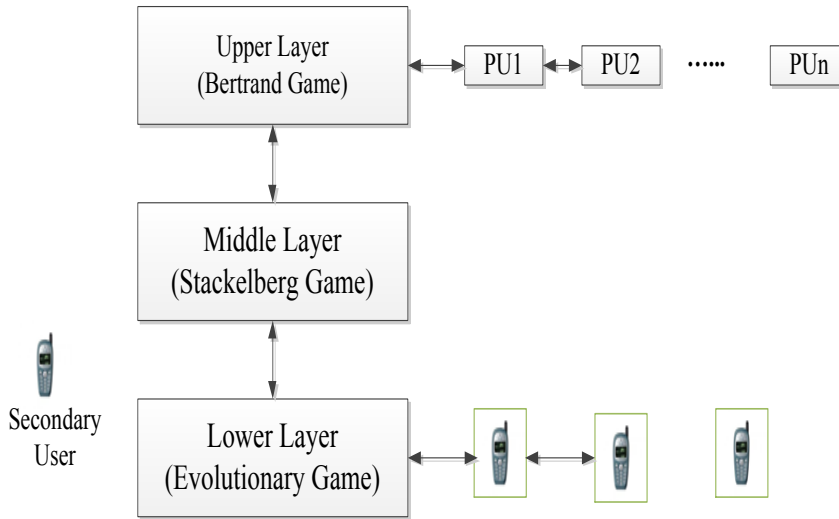 Upper Layer
(Bertrand Game)
PU1
PU2
......
PUn
Middle Layer
(Stackelberg Game)
Secondary
User
Lower Layer
(Evolutionary Game)